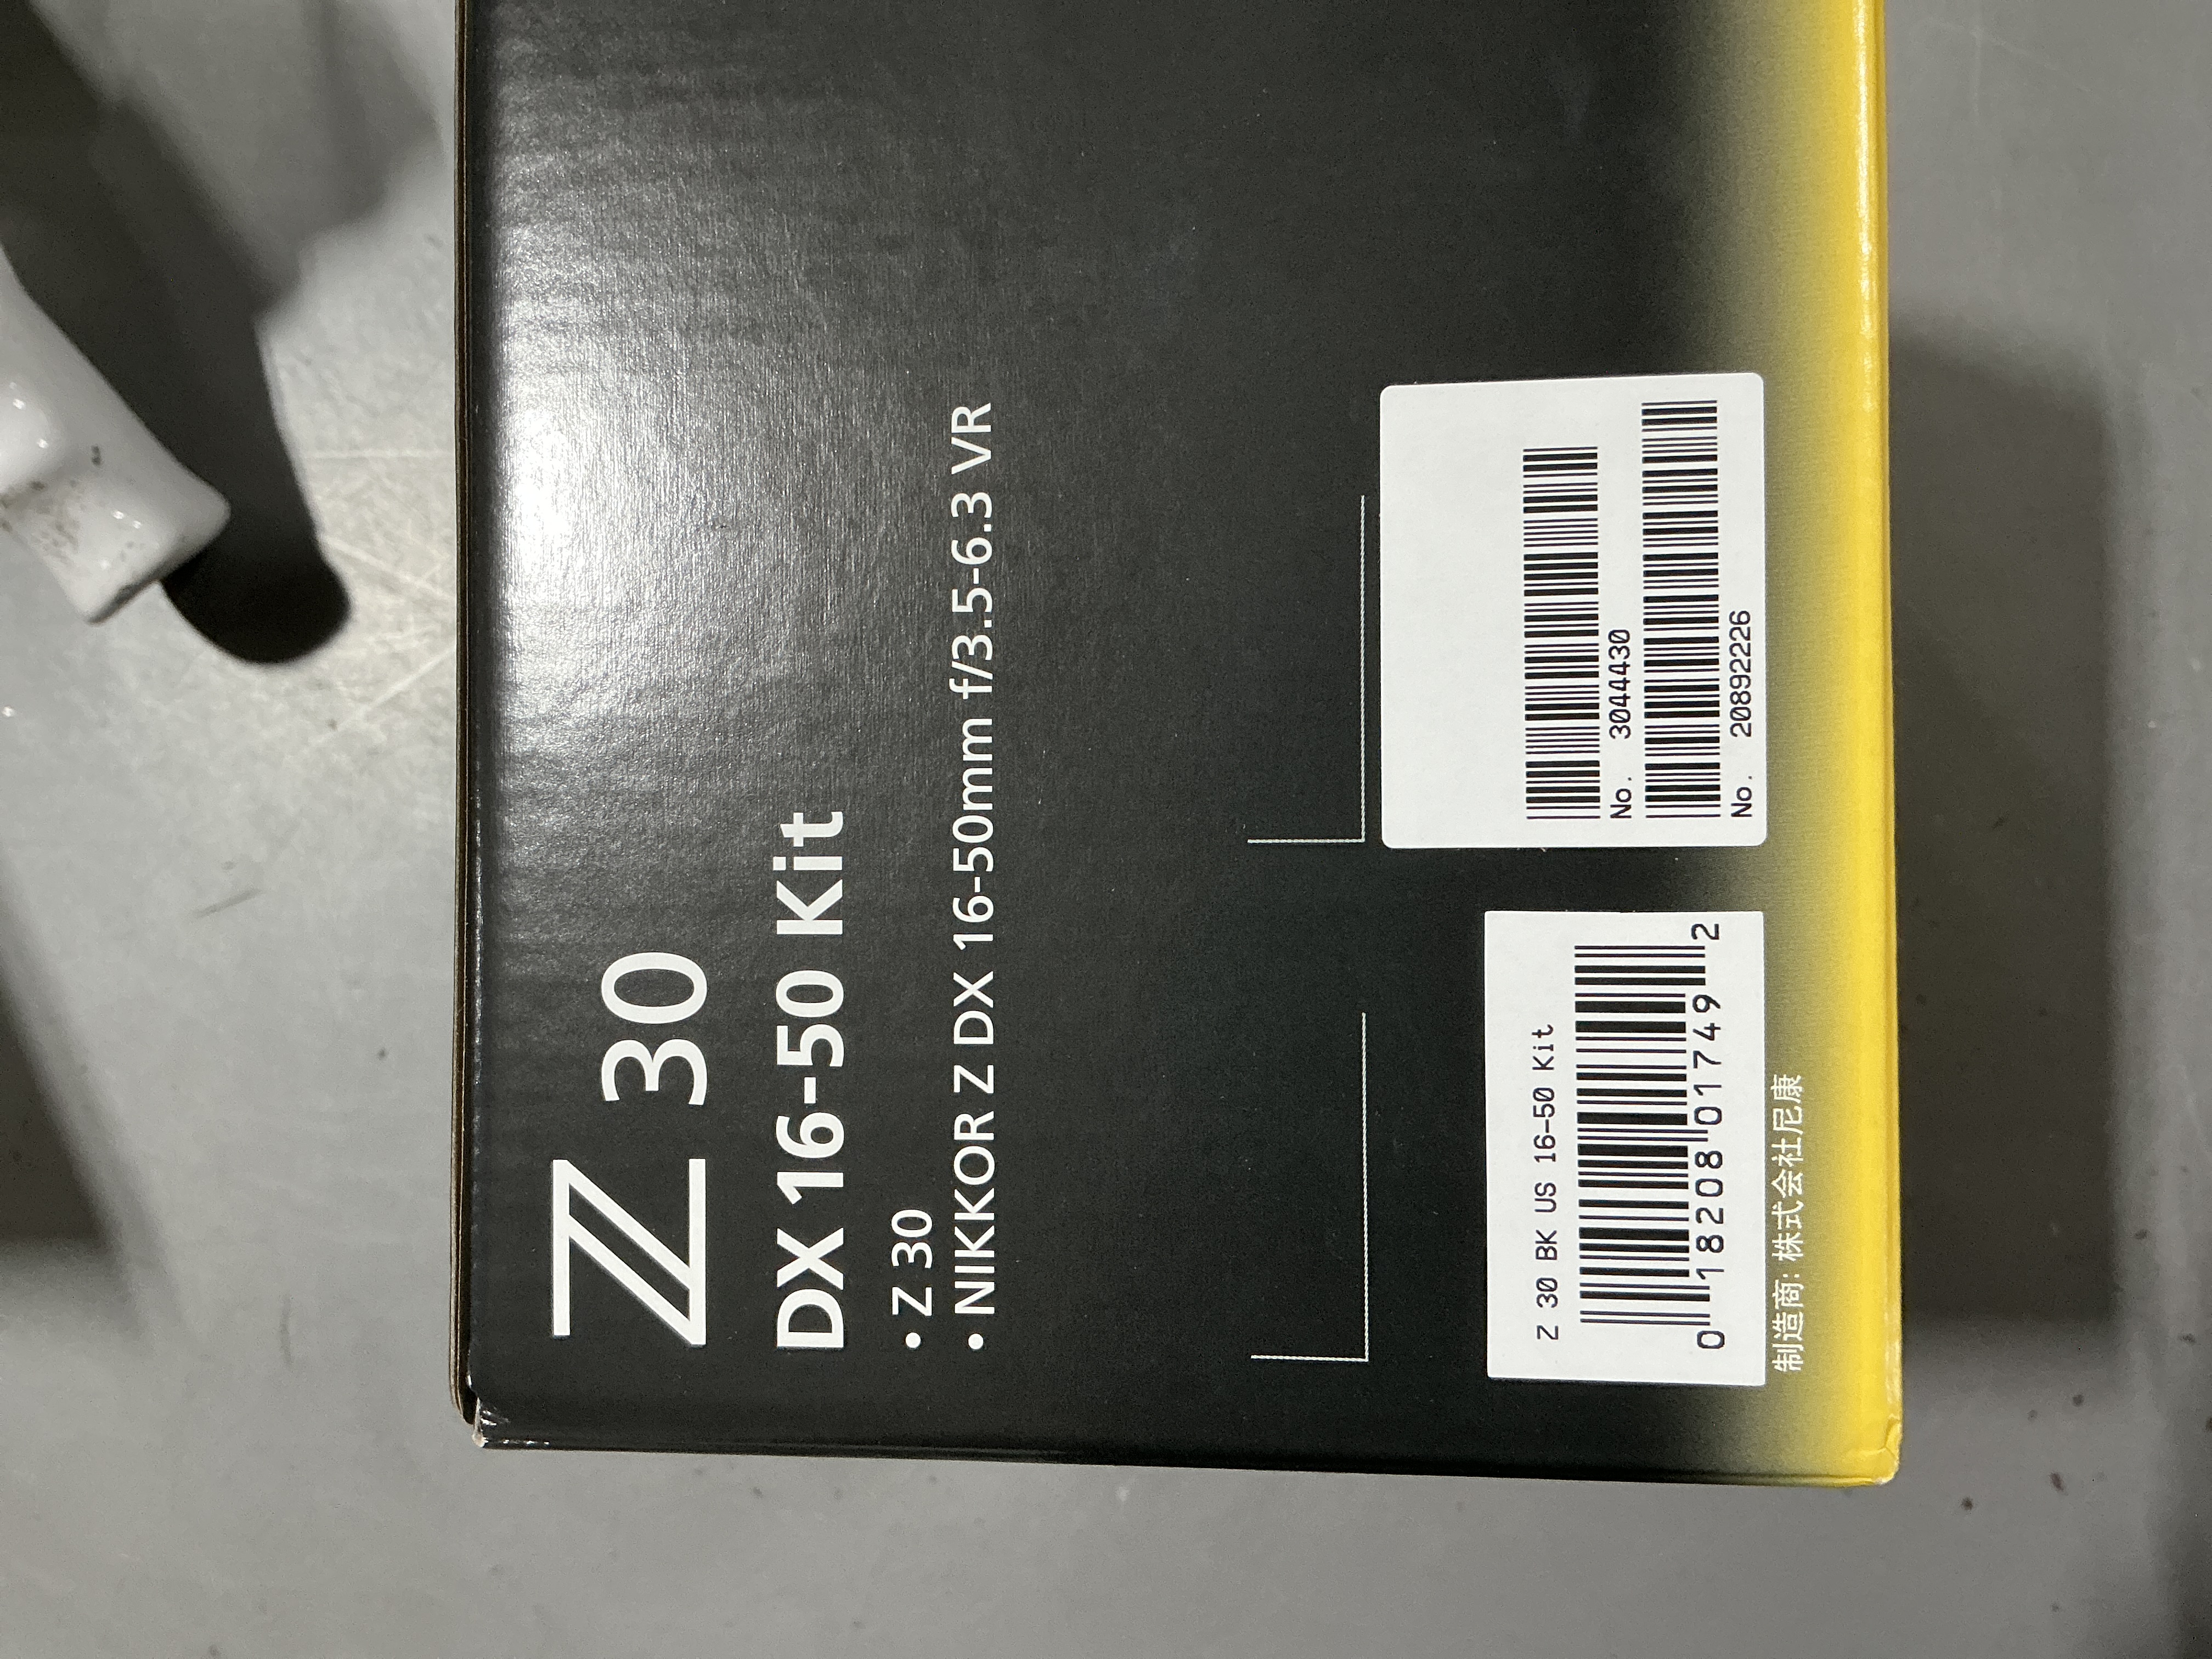 Z 30
DX 16-50 Kit
• Z 30
• NIKKOR Z DX 16-50mm f/3.5-6.3 VR
Z 30 BK US 16-50 Kit
0 18208 01749 2
No. 3044430
No. 20892226
制造商: 株式会社尼康